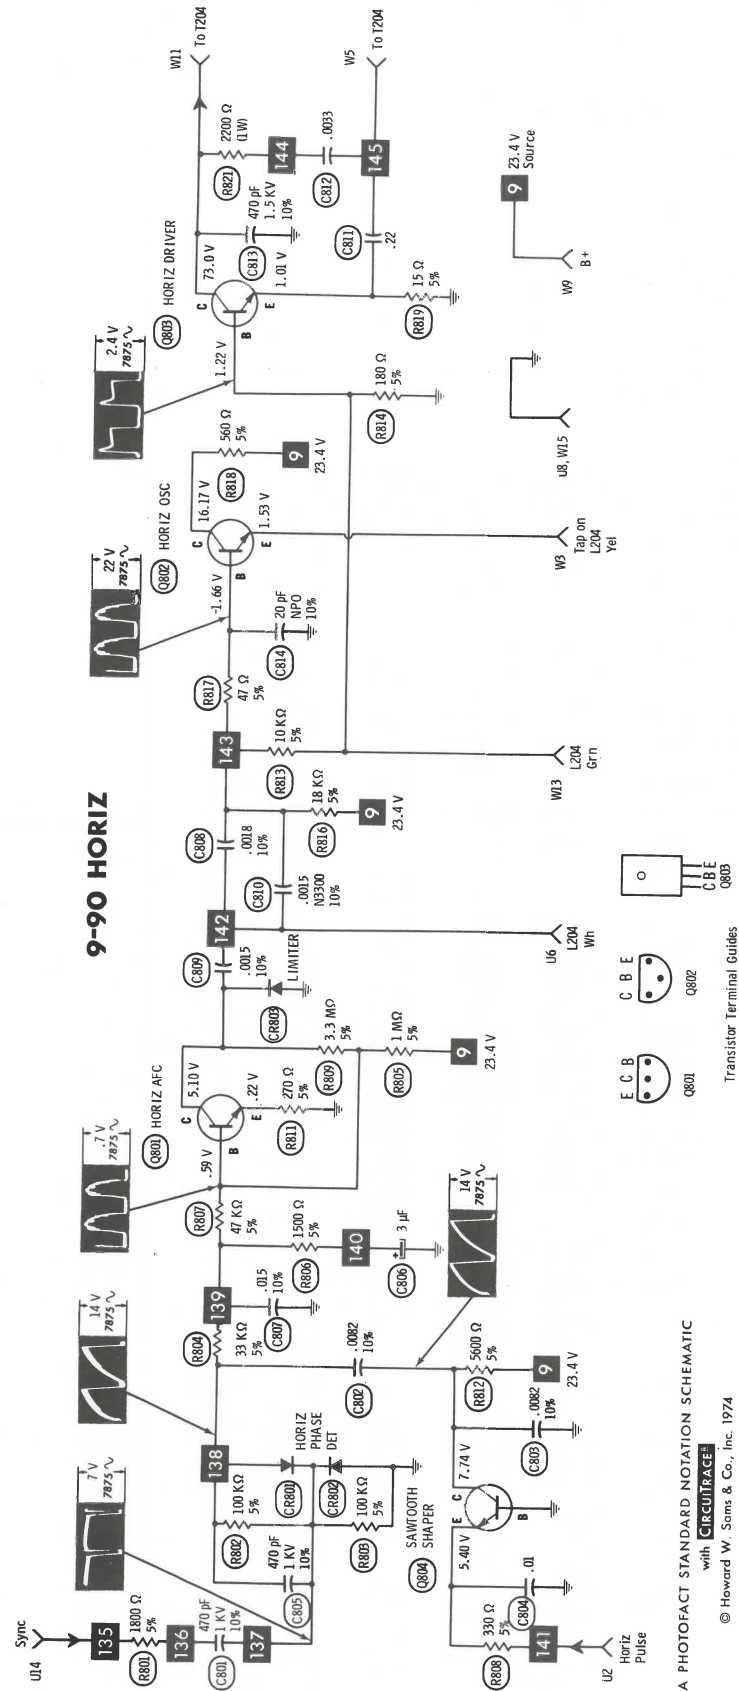 9-90 HORIZ
Sync
U14
135
1800 Ω
5%
R801
136
470 pF
1 KV
10%
C801
137
7 V
7875
R802
100 KΩ
5%
C805
470 pF
1 KV
10%
138
CR801
HORIZ
PHASE
DET
CR802
R803
100 KΩ
5%
14 V
7875
R804
33 KΩ
5%
139
C807
.015
10%
C802
.0082
10%
R806
1500 Ω
5%
140
C806
+
3 µF
R807
47 KΩ
5%
.7 V
7875
Q801 HORIZ AFC
.59 V
B
C
5.10 V
E
.22 V
R811
270 Ω
5%
R809
3.3 MΩ
5%
R805
1 MΩ
5%
9
23.4 V
CR803
LIMITER
C809
.0015
10%
142
C808
.0018
10%
C810
.0015
N3300
10%
R816
18 KΩ
5%
9
23.4 V
U6
L204
Wh
143
R813
10 KΩ
5%
W13
L204
Grn
R817
47 Ω
5%
C814
20 pF
NPO
10%
22 V
7875
Q802 HORIZ OSC
-1.66 V
B
C
16.17 V
E
1.53 V
R818
560 Ω
5%
9
23.4 V
W3
Tap on
L204
Yel
2.4 V
7875
Q803 HORIZ DRIVER
1.22 V
B
C
73.0 V
E
1.01 V
R814
180 Ω
5%
R819
15 Ω
5%
C813
470 pF
1.5 KV
10%
R821
2200 Ω
(1W)
144
C812
.0033
145
C811
.22
W11
To T204
W5
To T204
U2
Horiz
Pulse
141
R808
330 Ω
5%
C804
.01
Q804
SAWTOOTH
SHAPER
5.40 V
E
B
C
7.74 V
C803
.0082
10%
R812
5600 Ω
5%
9
23.4 V
14 V
7875
U8, W15
W9
B+
9
23.4 V
Source
E C B
Q801
C B E
Q802
C B E
Q803
Transistor Terminal Guides
A PHOTOFACT STANDARD NOTATION SCHEMATIC
with CIRCUITRACE®
© Howard W. Sams & Co., Inc. 1974